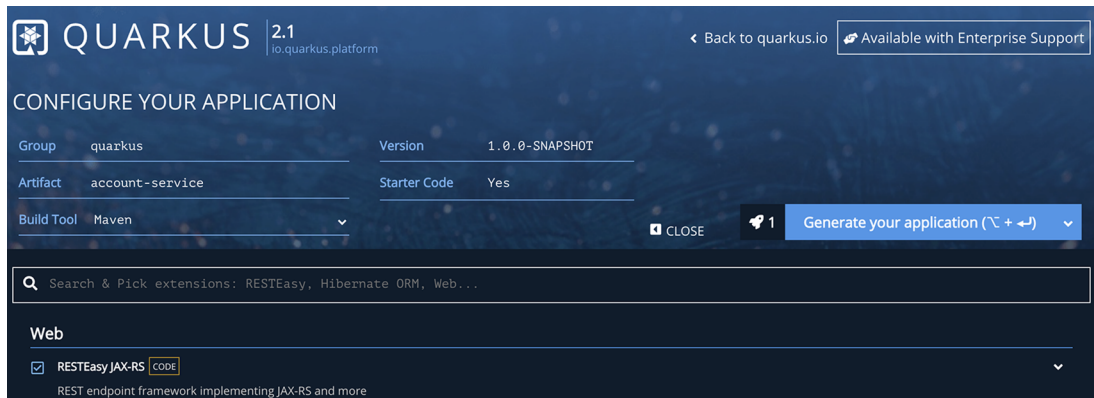 QUARKUS 2.1
io.quarkus.platform
Back to quarkus.io Available with Enterprise Support
CONFIGURE YOUR APPLICATION
Group quarkus
Version 1.0.0-SNAPSHOT
Artifact account-service
Starter Code Yes
Build Tool Maven
CLOSE
1 Generate your application (⌥ + ↵)
Search & Pick extensions: RESTEasy, Hibernate ORM, Web...
Web
RESTEasy JAX-RS CODE
REST endpoint framework implementing JAX-RS and more